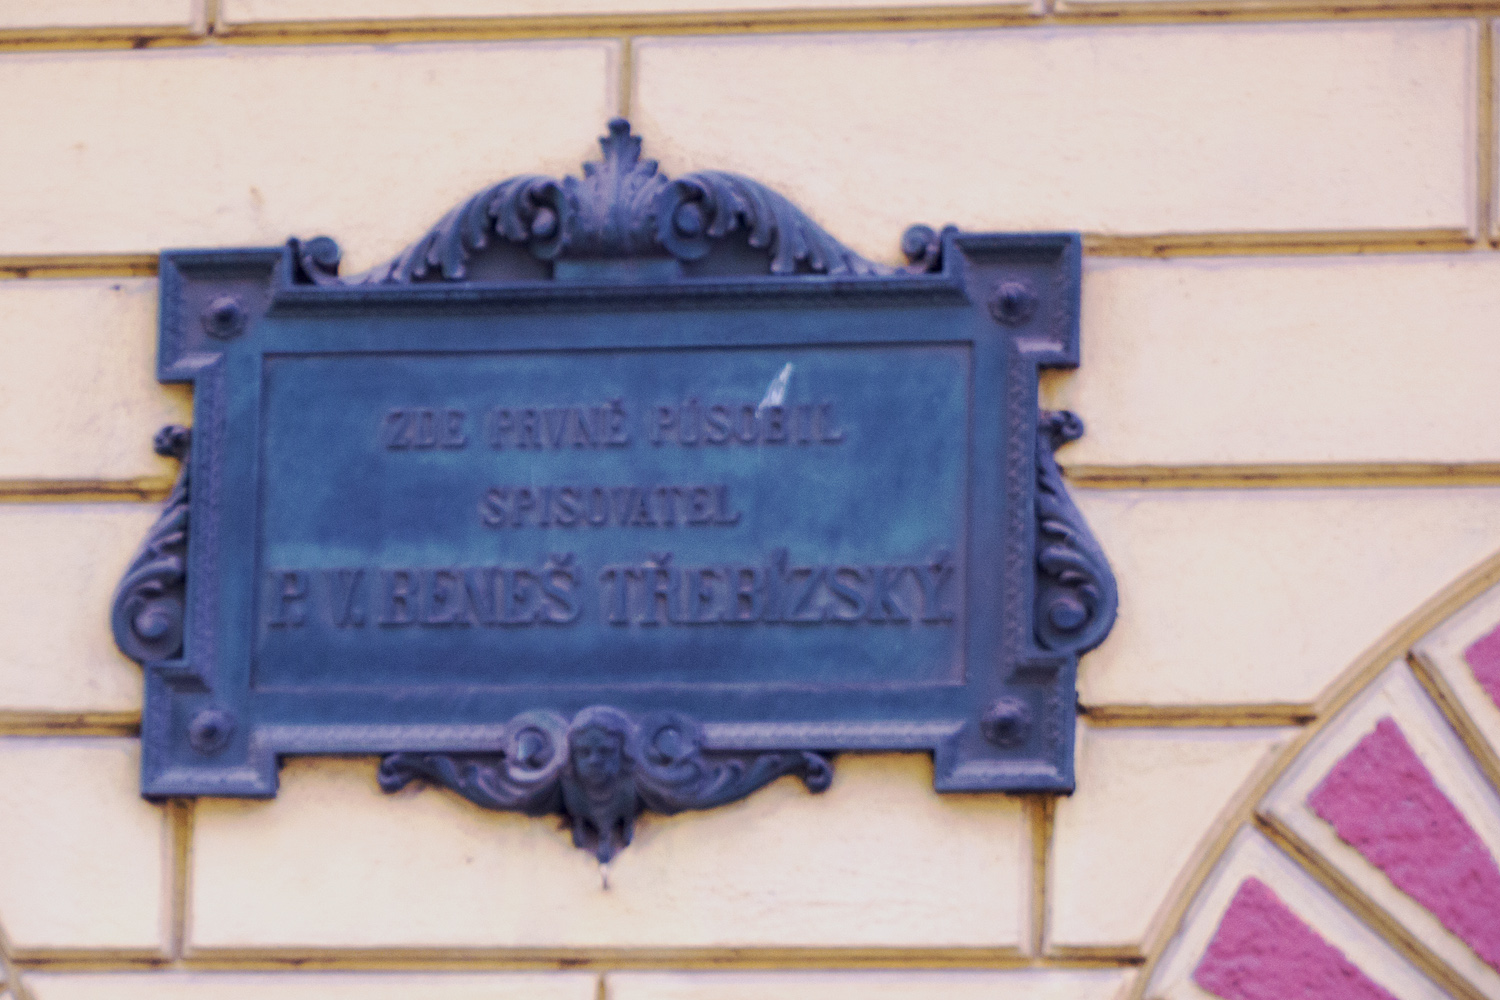 ZDE PRVNĚ PŮSOBIL
SPISOVATEL
P. V. BENEŠ TŘEBÍZSKÝ.